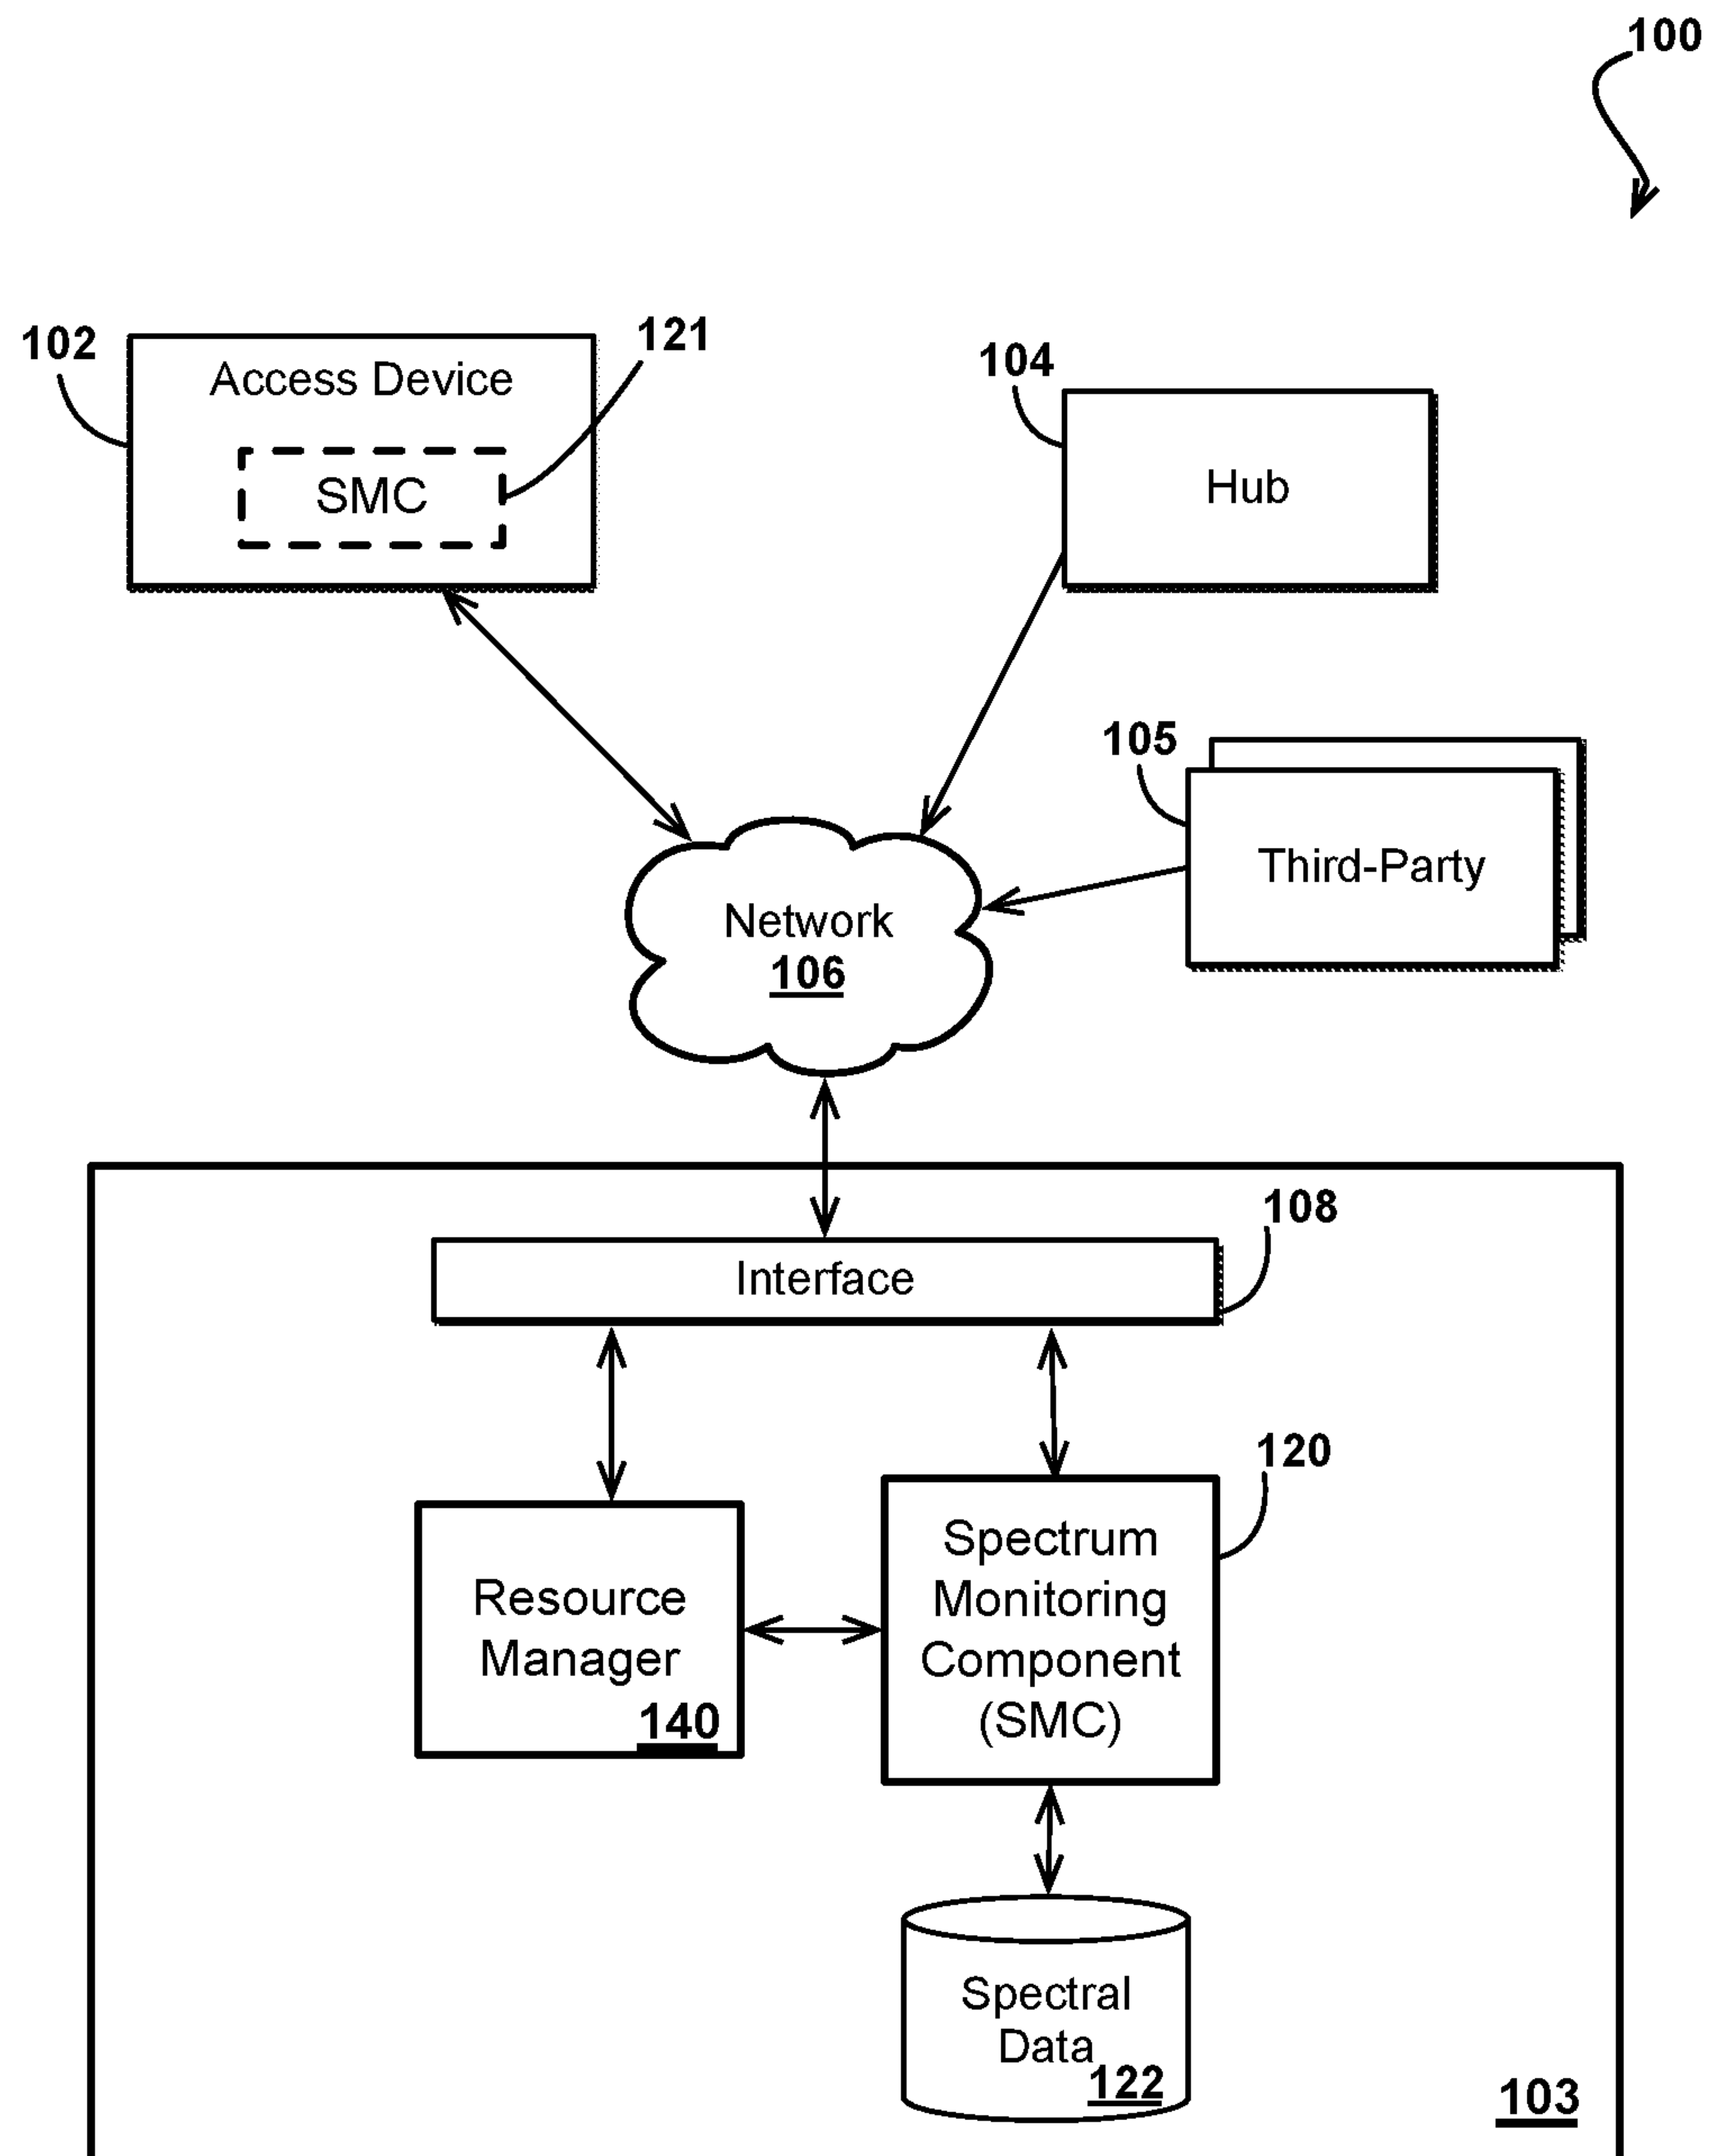 100
102
Access Device
121
SMC
104
Hub
105
Third-Party
Network
106
108
Interface
120
Spectrum
Monitoring
Component
(SMC)
Resource
Manager
140
Spectral
Data
122
103